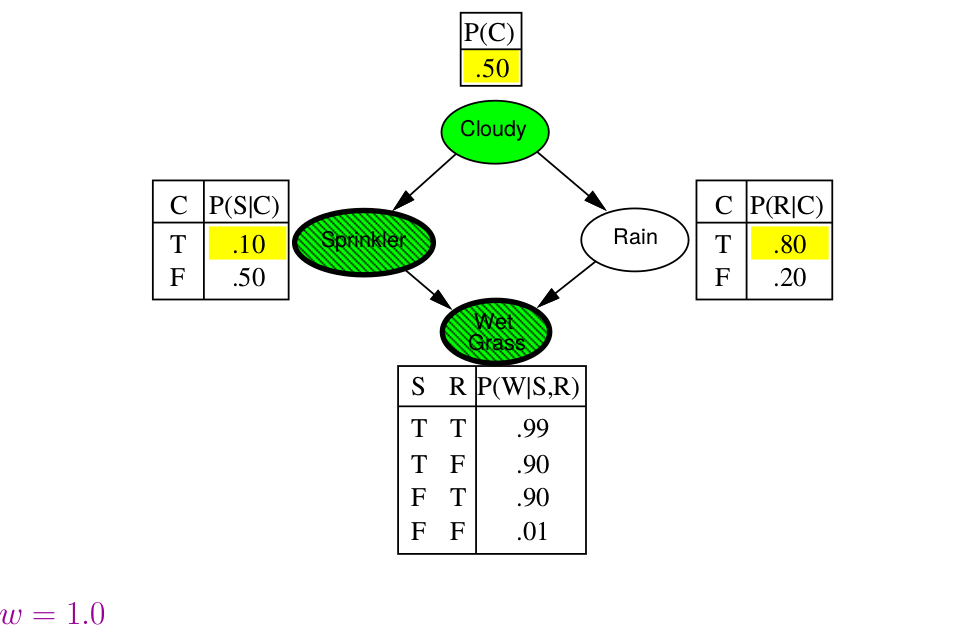 P(C)
.50
Cloudy
C P(S|C)
T .10
F .50
Sprinkler
Rain
C P(R|C)
T .80
F .20
Wet
Grass
S R P(W|S,R)
T T .99
T F .90
F T .90
F F .01
w = 1.0